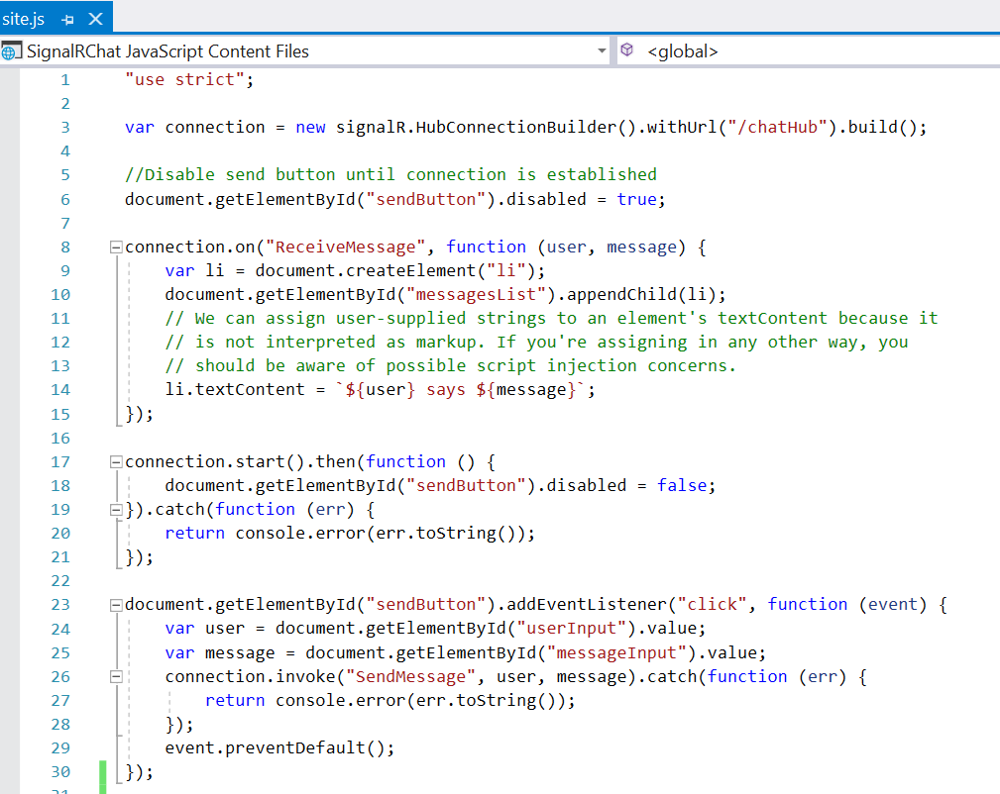 site.js
SignalRChat JavaScript Content Files
<global>
1 "use strict";
2
3 var connection = new signalR.HubConnectionBuilder().withUrl("/chatHub").build();
4
5 //Disable send button until connection is established
6 document.getElementById("sendButton").disabled = true;
7
8 connection.on("ReceiveMessage", function (user, message) {
9     var li = document.createElement("li");
10     document.getElementById("messagesList").appendChild(li);
11     // We can assign user-supplied strings to an element's textContent because it
12     // is not interpreted as markup. If you're assigning in any other way, you
13     // should be aware of possible script injection concerns.
14     li.textContent = `${user} says ${message}`;
15 });
16
17 connection.start().then(function () {
18     document.getElementById("sendButton").disabled = false;
19 }).catch(function (err) {
20     return console.error(err.toString());
21 });
22
23 document.getElementById("sendButton").addEventListener("click", function (event) {
24     var user = document.getElementById("userInput").value;
25     var message = document.getElementById("messageInput").value;
26     connection.invoke("SendMessage", user, message).catch(function (err) {
27         return console.error(err.toString());
28     });
29     event.preventDefault();
30 });
31